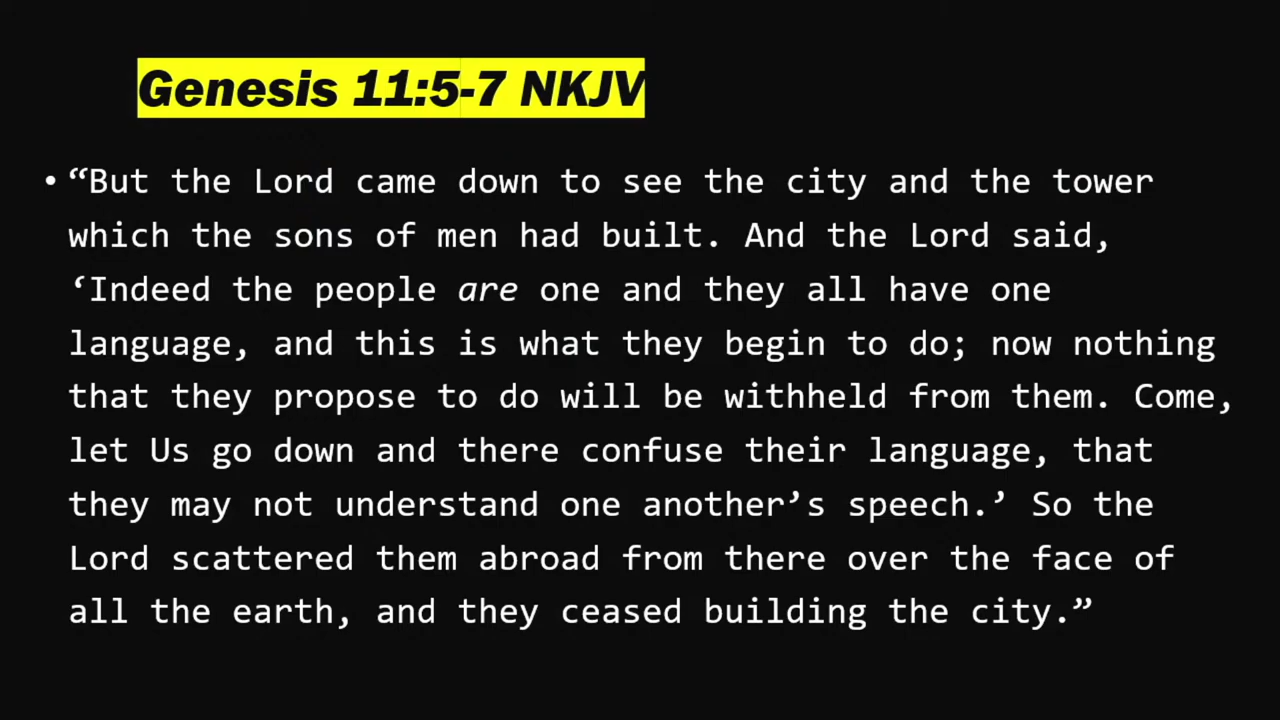 Genesis 11:5-7 NKJV
• “But the Lord came down to see the city and the tower
which the sons of men had built. And the Lord said,
‘Indeed the people are one and they all have one
language, and this is what they begin to do; now nothing
that they propose to do will be withheld from them. Come,
let Us go down and there confuse their language, that
they may not understand one another’s speech.’ So the
Lord scattered them abroad from there over the face of
all the earth, and they ceased building the city.”